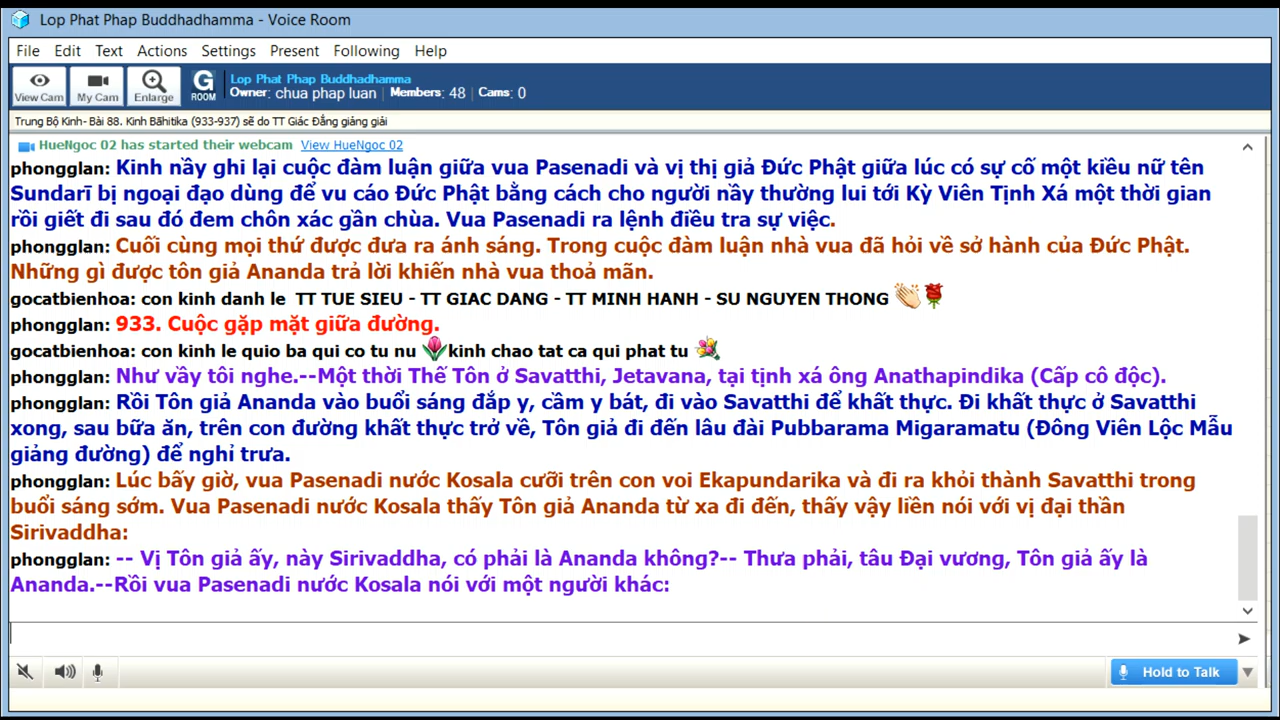 Lop Phat Phap Buddhadhamma - Voice Room
File Edit Text Actions Settings Present Following Help
View Cam My Cam Enlarge G ROOM
Lop Phat Phap Buddhadhamma
Owner: chua phap luan Members: 48 Cams: 0
Trung Bộ Kinh- Bài 88. Kinh Bāhitika (933-937) sẽ do TT Giác Đẳng giảng giải
HueNgoc 02 has started their webcam View HueNgoc 02
phongglan: Kinh nầy ghi lại cuộc đàm luận giữa vua Pasenadi và vị thị giả Đức Phật giữa lúc có sự cố một kiều nữ tên
Sundarī bị ngoại đạo dùng để vu cáo Đức Phật bằng cách cho người nầy thường lui tới Kỳ Viên Tịnh Xá một thời gian
rồi giết đi sau đó đem chôn xác gần chùa. Vua Pasenadi ra lệnh điều tra sự việc.
phongglan: Cuối cùng mọi thứ được đưa ra ánh sáng. Trong cuộc đàm luận nhà vua đã hỏi về sở hành của Đức Phật.
Những gì được tôn giả Ananda trả lời khiến nhà vua thoả mãn.
gocatbienhoa: con kinh danh le TT TUE SIEU - TT GIAC DANG - TT MINH HANH - SU NGUYEN THONG
phongglan: 933. Cuộc gặp mặt giữa đường.
gocatbienhoa: con kinh le quio ba qui co tu nu kinh chao tat ca qui phat tu
phongglan: Như vầy tôi nghe.--Một thời Thế Tôn ở Savatthi, Jetavana, tại tịnh xá ông Anathapindika (Cấp cô độc).
phongglan: Rồi Tôn giả Ananda vào buổi sáng đắp y, cầm y bát, đi vào Savatthi để khất thực. Đi khất thực ở Savatthi
xong, sau bữa ăn, trên con đường khất thực trở về, Tôn giả đi đến lâu đài Pubbarama Migaramatu (Đông Viên Lộc Mẫu
giảng đường) để nghỉ trưa.
phongglan: Lúc bấy giờ, vua Pasenadi nước Kosala cưỡi trên con voi Ekapundarika và đi ra khỏi thành Savatthi trong
buổi sáng sớm. Vua Pasenadi nước Kosala thấy Tôn giả Ananda từ xa đi đến, thấy vậy liền nói với vị đại thần
Sirivaddha:
phongglan: -- Vị Tôn giả ấy, này Sirivaddha, có phải là Ananda không?-- Thưa phải, tâu Đại vương, Tôn giả ấy là
Ananda.--Rồi vua Pasenadi nước Kosala nói với một người khác:
Hold to Talk